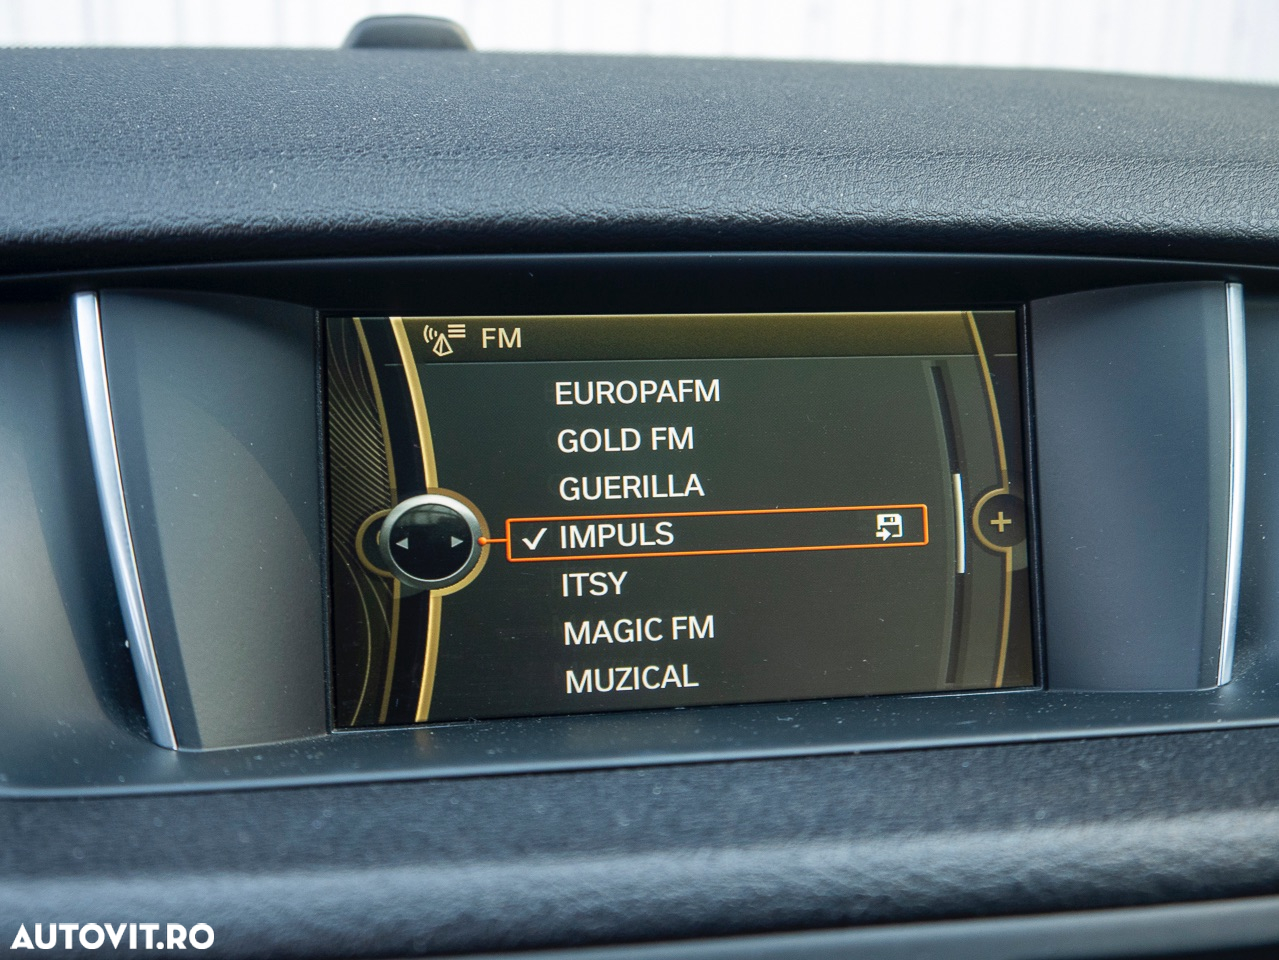 FM
EUROPAFM
GOLD FM
GUERILLA
IMPULS
ITSY
MAGIC FM
MUZICAL
AUTOVIT.RO